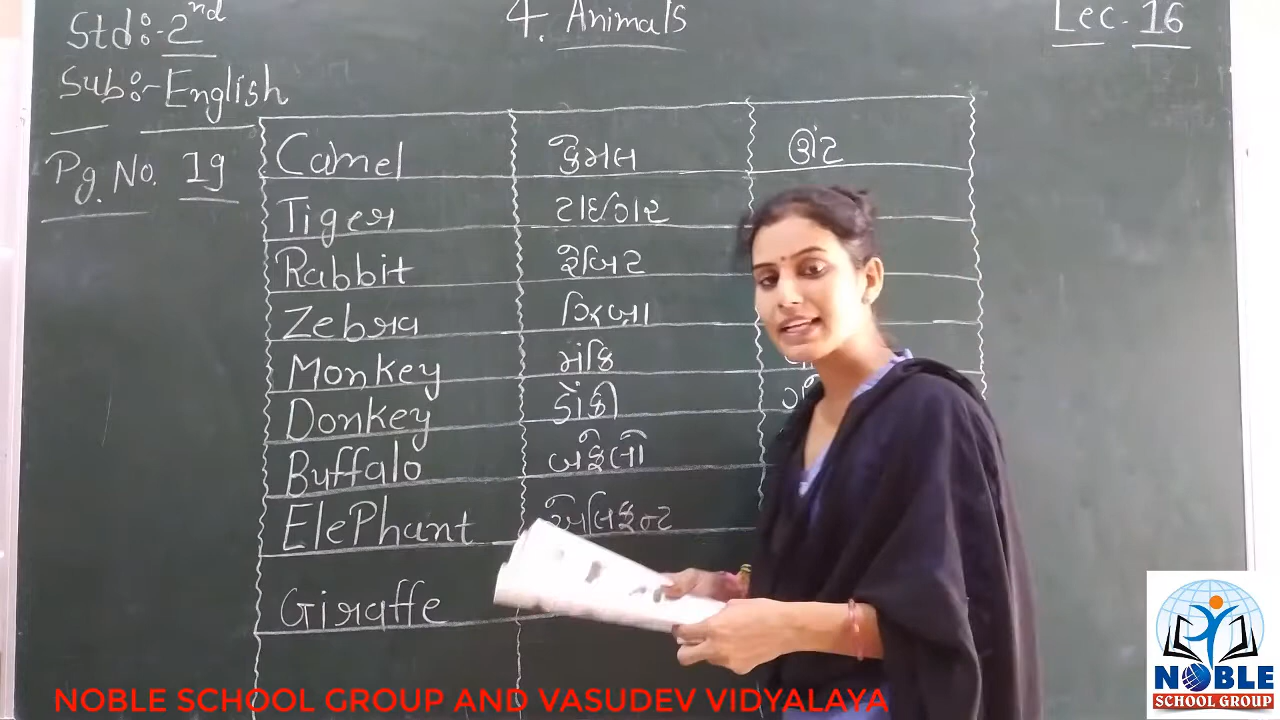 Std:-2nd
4. Animals
Lec-16
Sub:-English
Pg. No. 19
Camel કેમલ ઊંટ
Tiger ટાઈગર
Rabbit રેબિટ
Zebra ઝિબ્રા
Monkey મંકિ
Donkey ડોંકી
Buffalo બફેલો
ElePhant એલિફન્ટ
Giraffe
NOBLE SCHOOL GROUP AND VASUDEV VIDYALAYA
NOBLE
SCHOOL GROUP